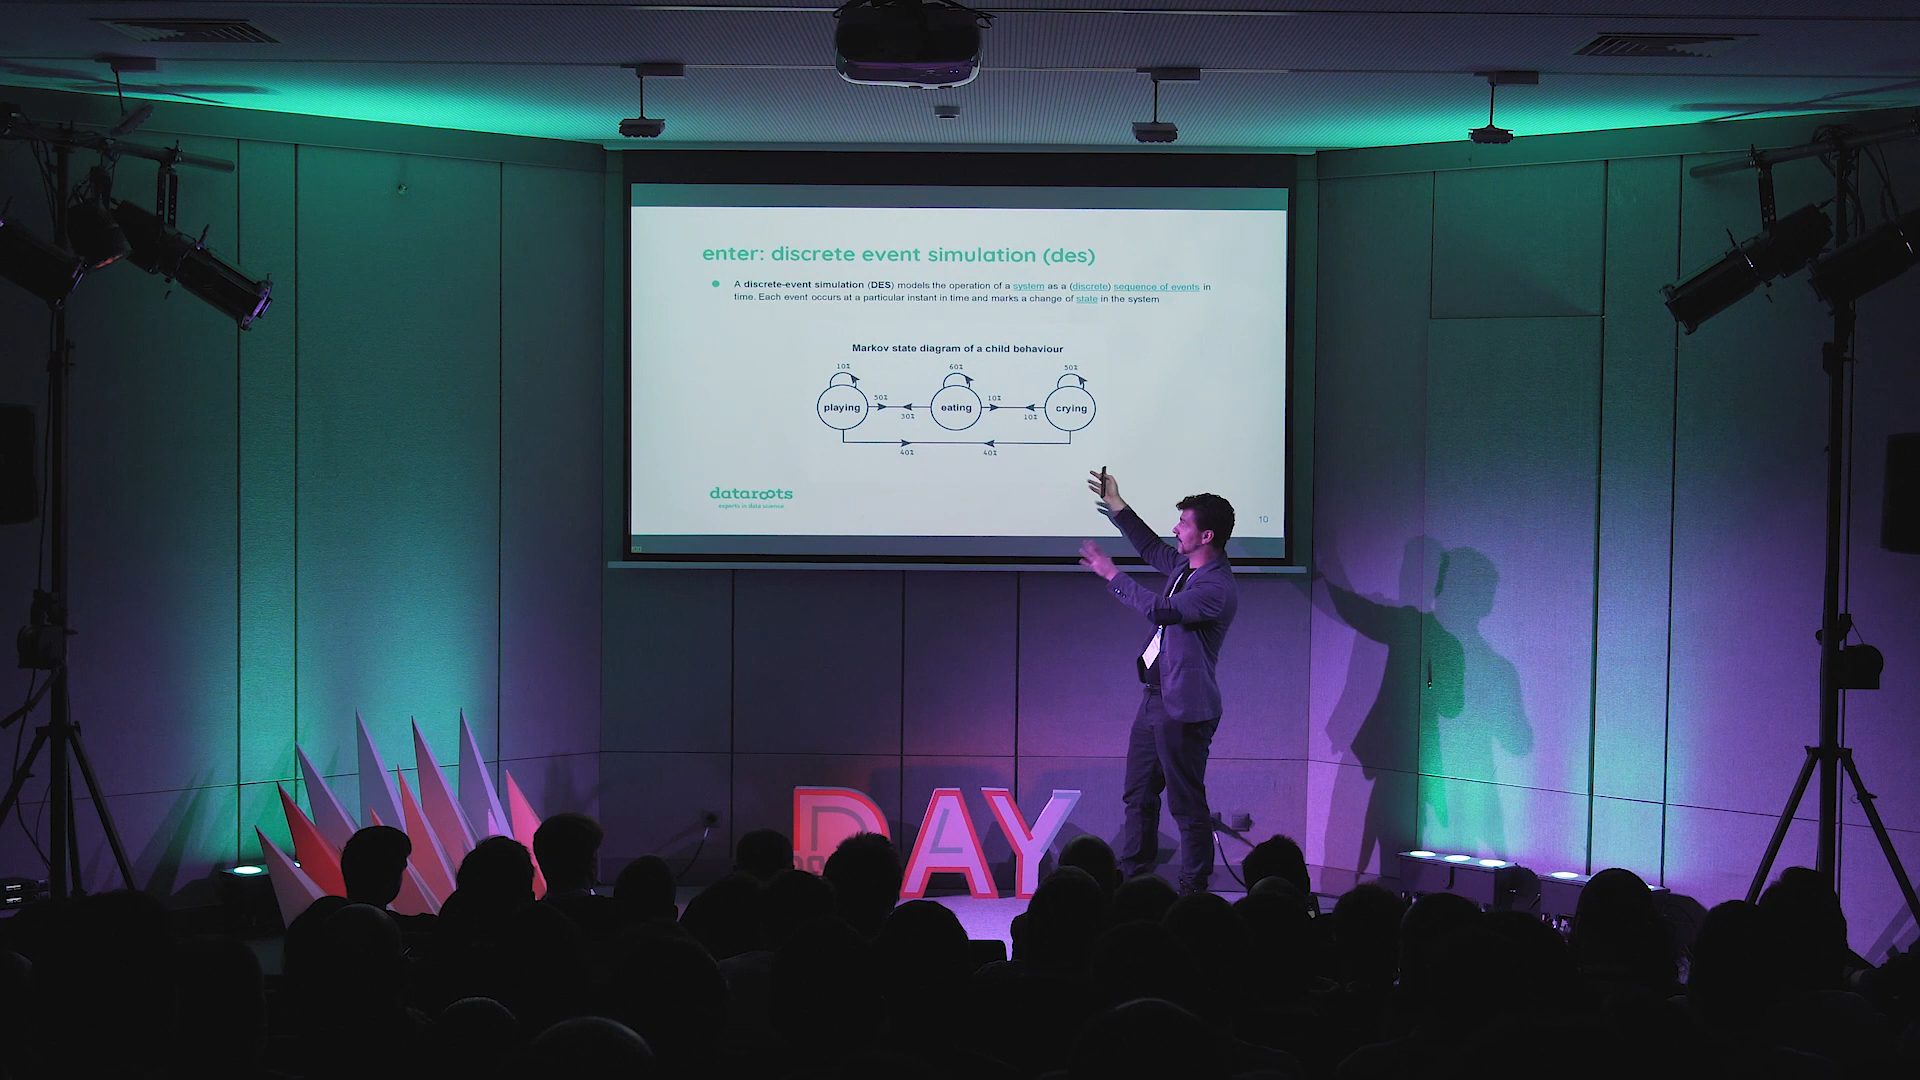 enter: discrete event simulation (des)
A discrete-event simulation (DES) models the operation of a system as a (discrete) sequence of events in
time. Each event occurs at a particular instant in time and marks a change of state in the system
Markov state diagram of a child behaviour
10% 60% 50%
playing 50% 30% eating 10% 10% crying
40% 40%
dataroots
experts in data science
10
DAY